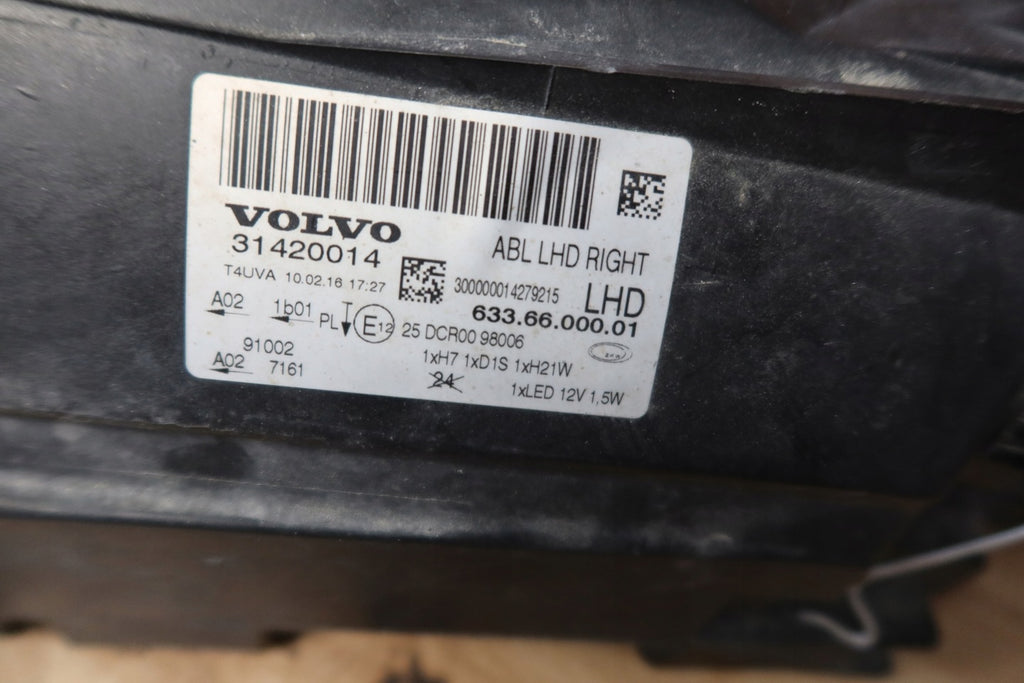 VOLVO
31420014
ABL LHD RIGHT
T4UVA 10.02.16 17:27
300000014279215 LHD
633.66.000.01
A02 1b01 PL E12 25 DCR00 98006
91002
1xH7 1xD1S 1xH21W
A02 7161
24
1xLED 12V 1,5W